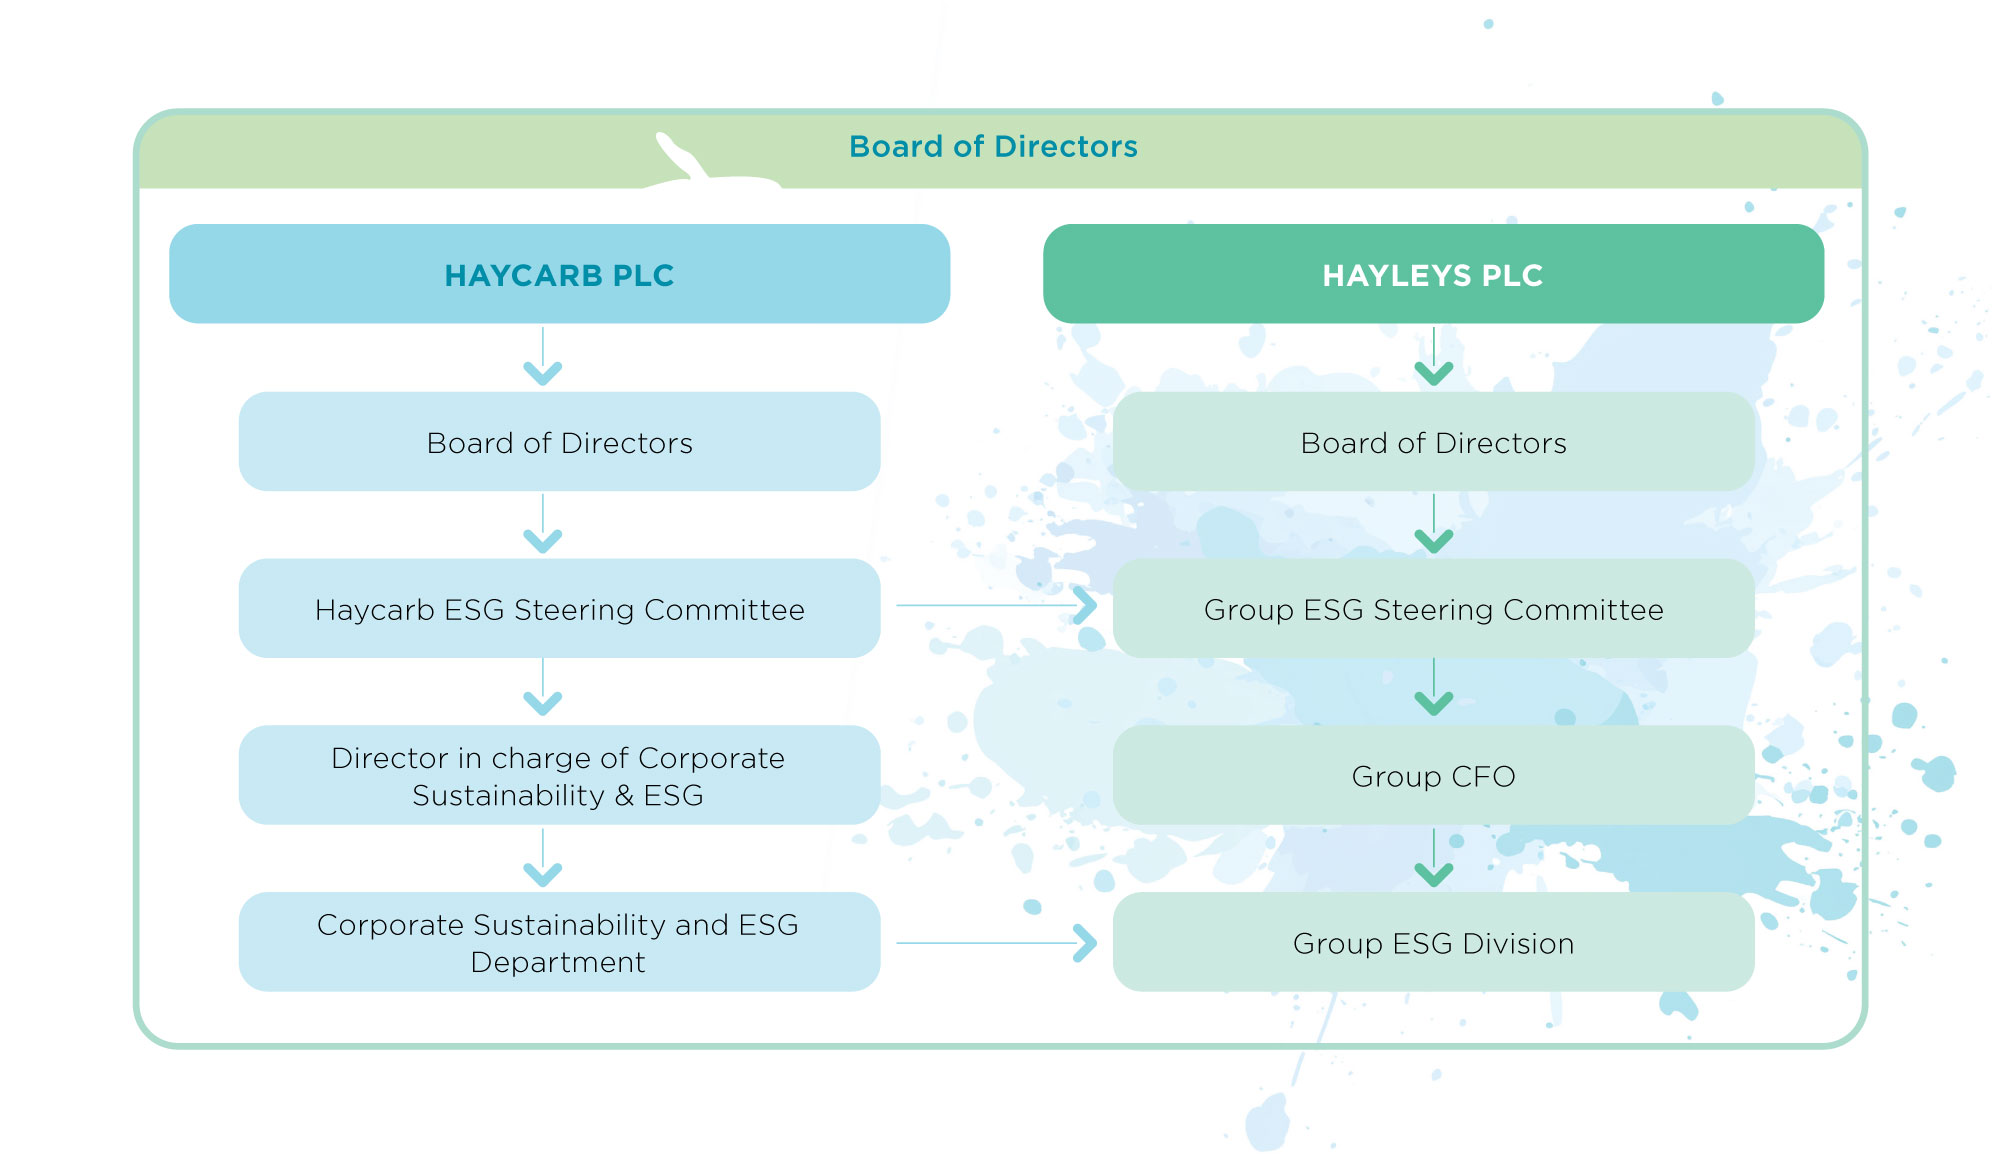 Board of Directors
HAYCARB PLC
Board of Directors
Haycarb ESG Steering Committee
Director in charge of Corporate
Sustainability & ESG
Corporate Sustainability and ESG
Department
HAYLEYS PLC
Board of Directors
Group ESG Steering Committee
Group CFO
Group ESG Division